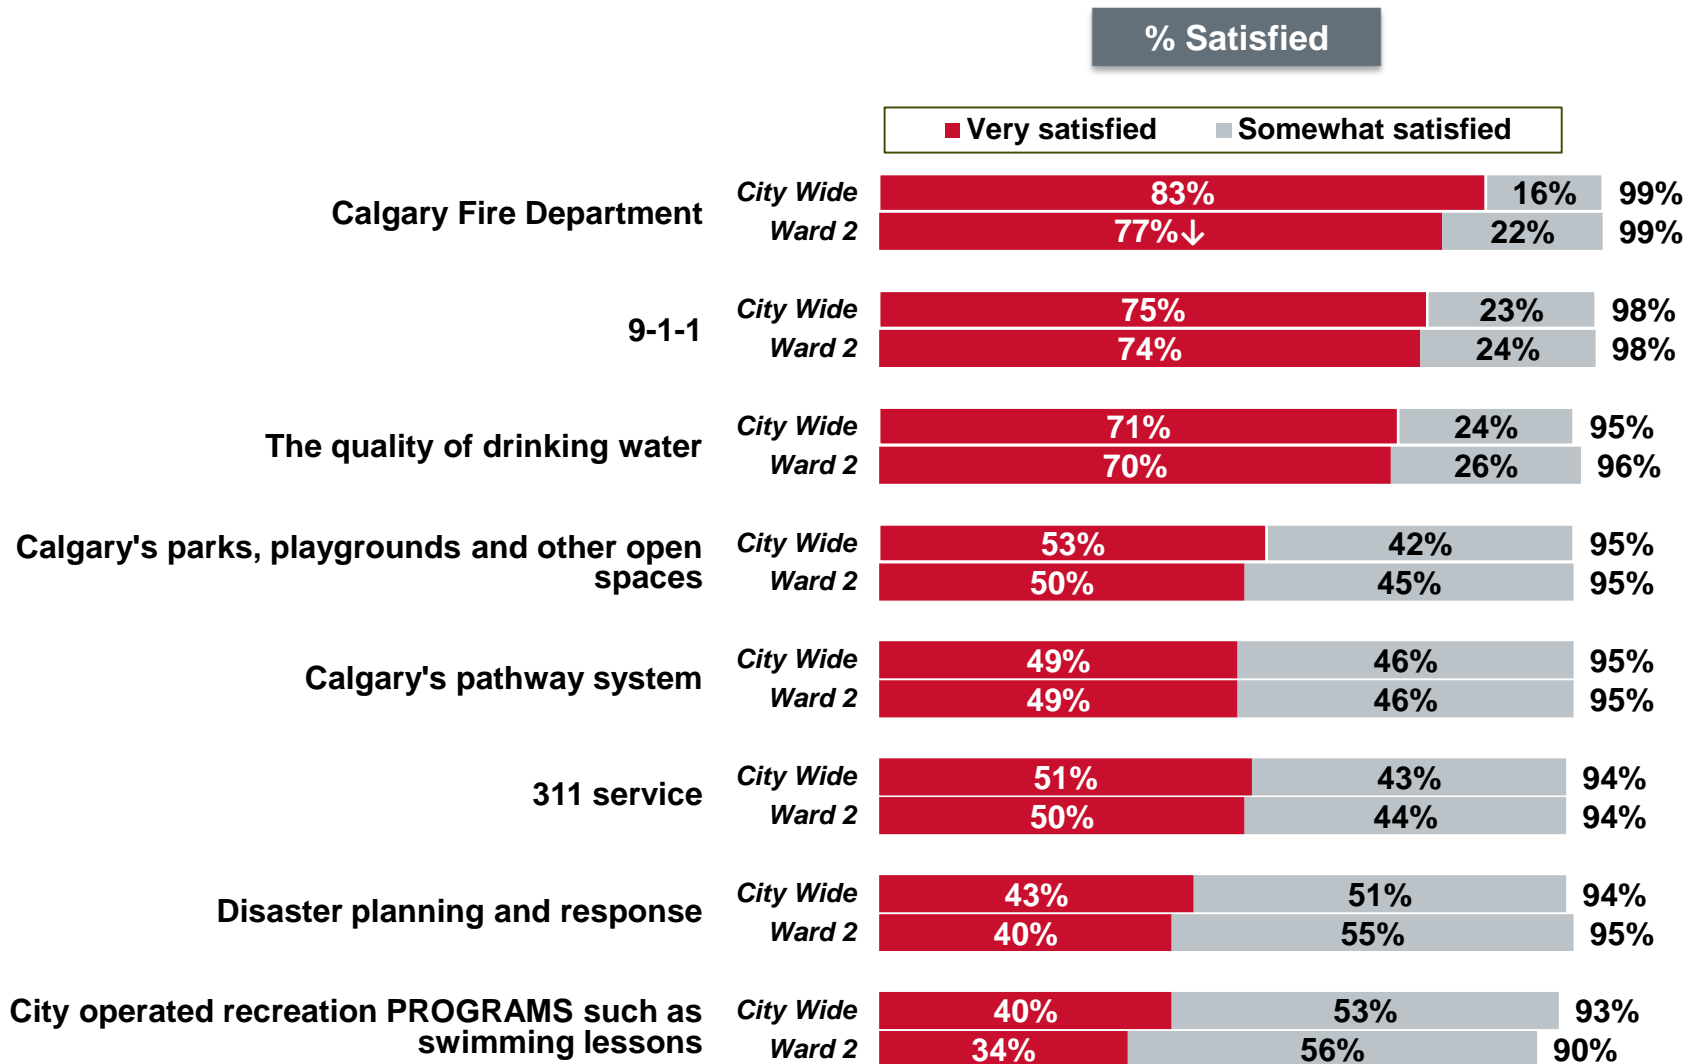 % Satisfied
Very satisfied Somewhat satisfied
Calgary Fire Department
City Wide 83% 16% 99%
Ward 2 77%↓ 22% 99%
9-1-1
City Wide 75% 23% 98%
Ward 2 74% 24% 98%
The quality of drinking water
City Wide 71% 24% 95%
Ward 2 70% 26% 96%
Calgary's parks, playgrounds and other open
spaces
City Wide 53% 42% 95%
Ward 2 50% 45% 95%
Calgary's pathway system
City Wide 49% 46% 95%
Ward 2 49% 46% 95%
311 service
City Wide 51% 43% 94%
Ward 2 50% 44% 94%
Disaster planning and response
City Wide 43% 51% 94%
Ward 2 40% 55% 95%
City operated recreation PROGRAMS such as
swimming lessons
City Wide 40% 53% 93%
Ward 2 34% 56% 90%